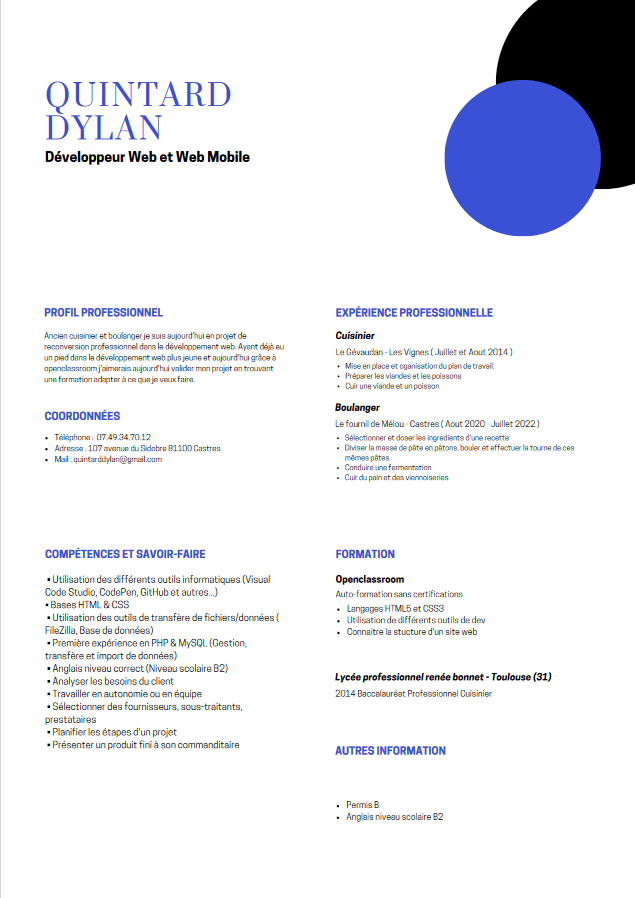 QUINTARD
DYLAN
Développeur Web et Web Mobile
PROFIL PROFESSIONNEL
Ancien cuisinier et boulanger je suis aujourd'hui en projet de
reconversion professionnel dans le développement web. Ayant déjà eu
un pied dans le développement web plus jeune et aujourd'hui grâce à
openclassroom j'aimerais aujourd'hui valider mon projet en trouvant
une formation adapter à ce que je veux faire.
COORDONNÉES
• Téléphone : 07.49.34.70.12
• Adresse : 107 avenue du Sidobre 81100 Castres
• Mail : quintarddylan@gmail.com
EXPÉRIENCE PROFESSIONNELLE
Cuisinier
Le Gévaudan - Les Vignes ( Juillet et Aout 2014 )
• Mise en place et oganisation du plan de travail.
• Préparer les viandes et les poissons
• Cuir une viande et un poisson
Boulanger
Le fournil de Mélou - Castres ( Aout 2020 - Juillet 2022 )
• Sélectionner et doser les ingredients d'une recette
• Diviser la masse de pâte en pâtons, bouler et effectuer la tourne de ces
mêmes pâtes.
• Conduire une fermentation
• Cuir du pain et des viennoiseries
COMPÉTENCES ET SAVOIR-FAIRE
▪ Utilisation des différents outils informatiques (Visual
Code Studio, CodePen, GitHub et autres...)
▪ Bases HTML & CSS
▪ Utilisation des outils de transfère de fichiers/données (
FileZilla, Base de données)
▪ Première expérience en PHP & MySQL (Gestion,
transfère et import de données)
▪ Anglais niveau correct (Niveau scolaire B2)
▪ Analyser les besoins du client
▪ Travailler en autonomie ou en équipe
▪ Sélectionner des fournisseurs, sous-traitants,
prestataires
▪ Planifier les étapes d'un projet
▪ Présenter un produit fini à son commanditaire
FORMATION
Openclassroom
Auto-formation sans certifications
• Langages HTML5 et CSS3
• Utilisation de différents outils de dev
• Connaitre la stucture d'un site web
Lycée professionnel renée bonnet - Toulouse (31)
2014 Baccalauréat Professionnel Cuisinier
AUTRES INFORMATION
• Permis B
• Anglais niveau scolaire B2